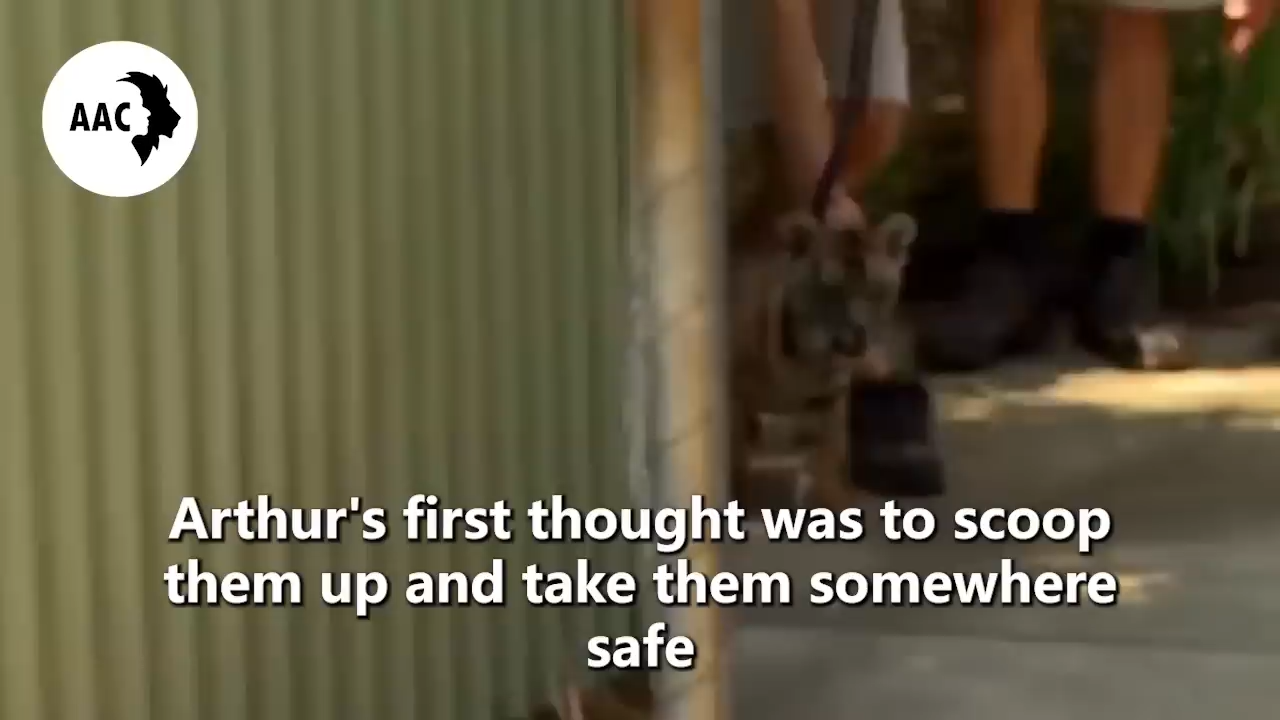 AAC
Arthur's first thought was to scoop
them up and take them somewhere
safe